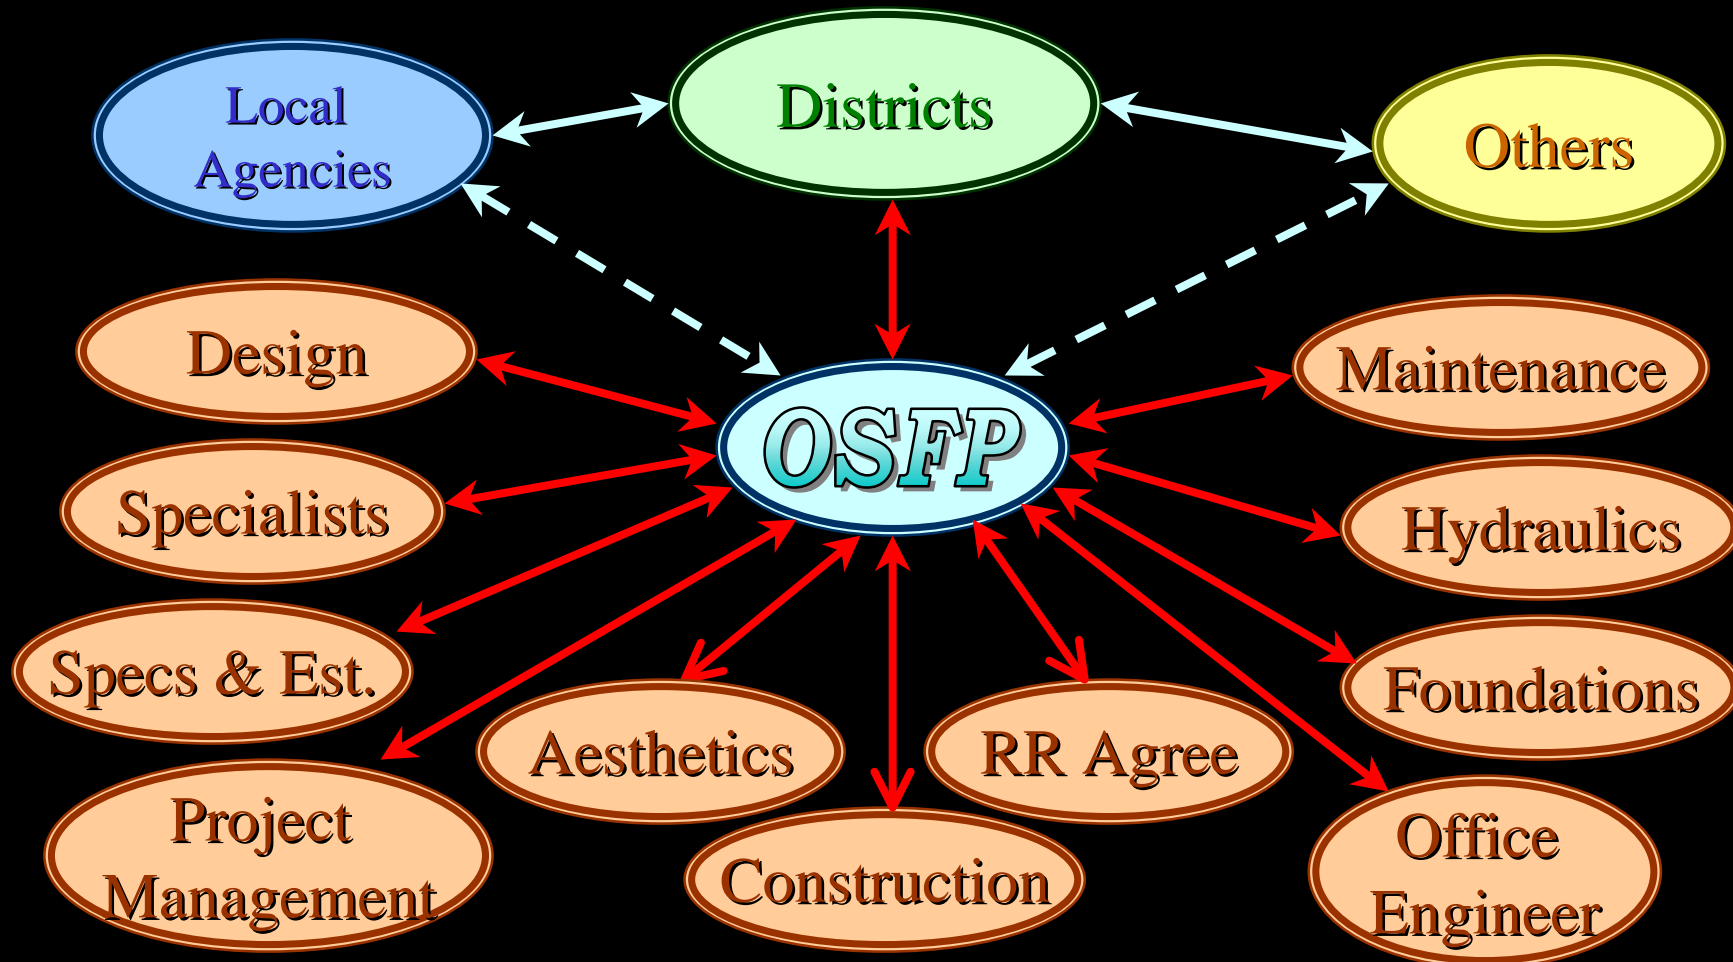 Local
Agencies
Districts
Others
Design
Maintenance
OSFP
Specialists
Hydraulics
Specs & Est.
Foundations
Aesthetics
RR Agree
Project
Management
Construction
Office
Engineer